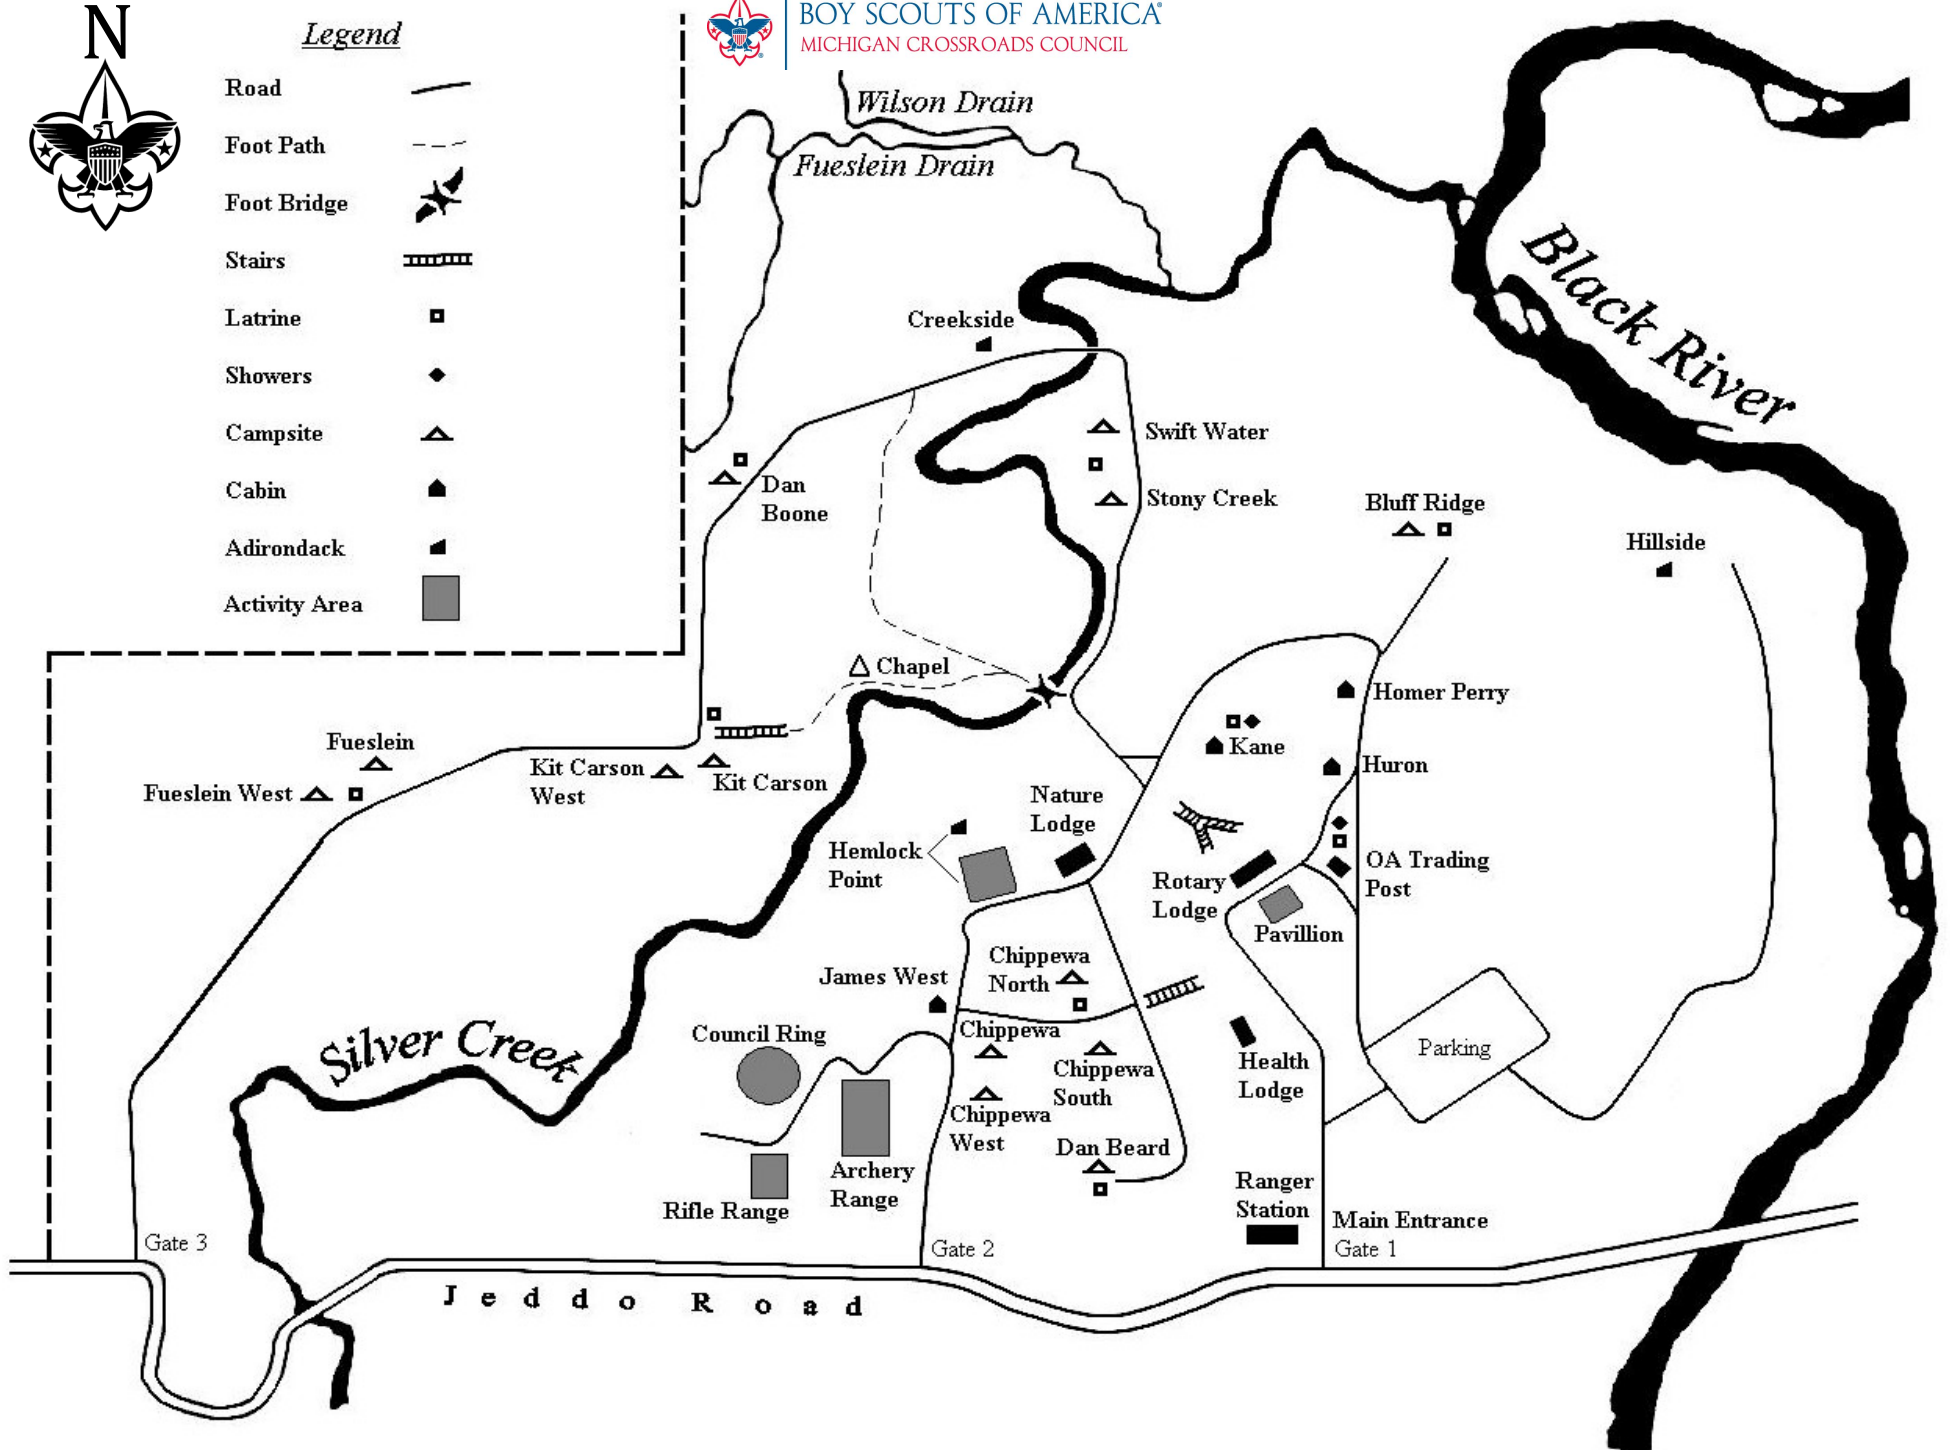 N
Legend
Road
Foot Path
Foot Bridge
Stairs
Latrine
Showers
Campsite
Cabin
Adirondack
Activity Area
BOY SCOUTS OF AMERICA®
MICHIGAN CROSSROADS COUNCIL
Wilson Drain
Fueslein Drain
Black River
Creekside
Swift Water
Stony Creek
Dan
Boone
Bluff Ridge
Hillside
Chapel
Homer Perry
Kane
Huron
Fueslein
Fueslein West
Kit Carson
West
Kit Carson
Nature
Lodge
Hemlock
Point
Rotary
Lodge
OA Trading
Post
Pavillion
Chippewa
North
James West
Council Ring
Chippewa
Chippewa
South
Chippewa
West
Silver Creek
Health
Lodge
Parking
Dan Beard
Archery
Range
Rifle Range
Ranger
Station
Main Entrance
Gate 1
Gate 2
Gate 3
Jeddo Road